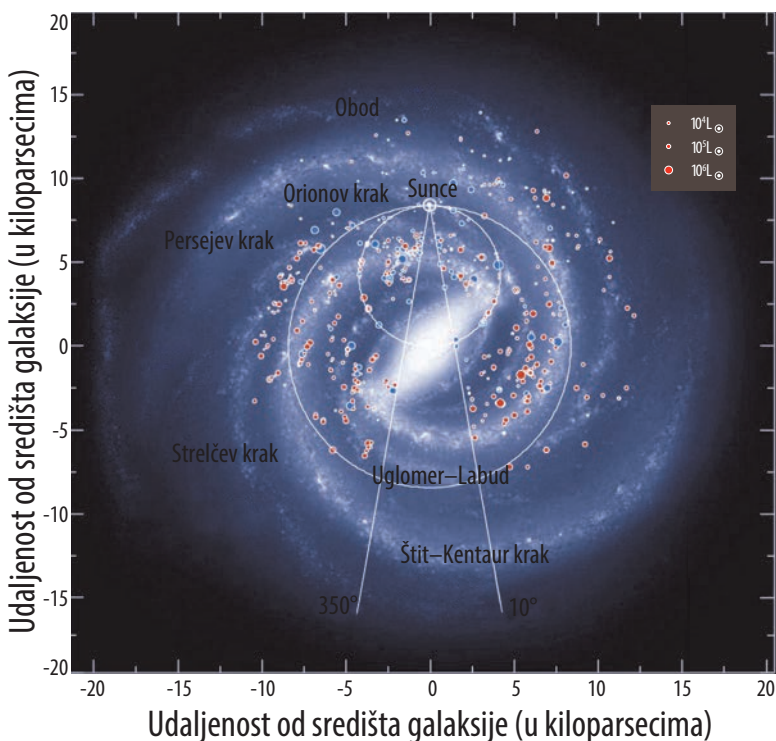 Udaljenost od središta galaksije (u kiloparsecima)
20
15
10
5
0
-5
-10
-15
-20
Obod
10⁴L☉
10⁵L☉
10⁶L☉
Orionov krak
Sunce
Persejev krak
Strelčev krak
Uglomer–Labud
Štit–Kentaur krak
350°
10°
-20
-15
-10
-5
0
5
10
15
20
Udaljenost od središta galaksije (u kiloparsecima)